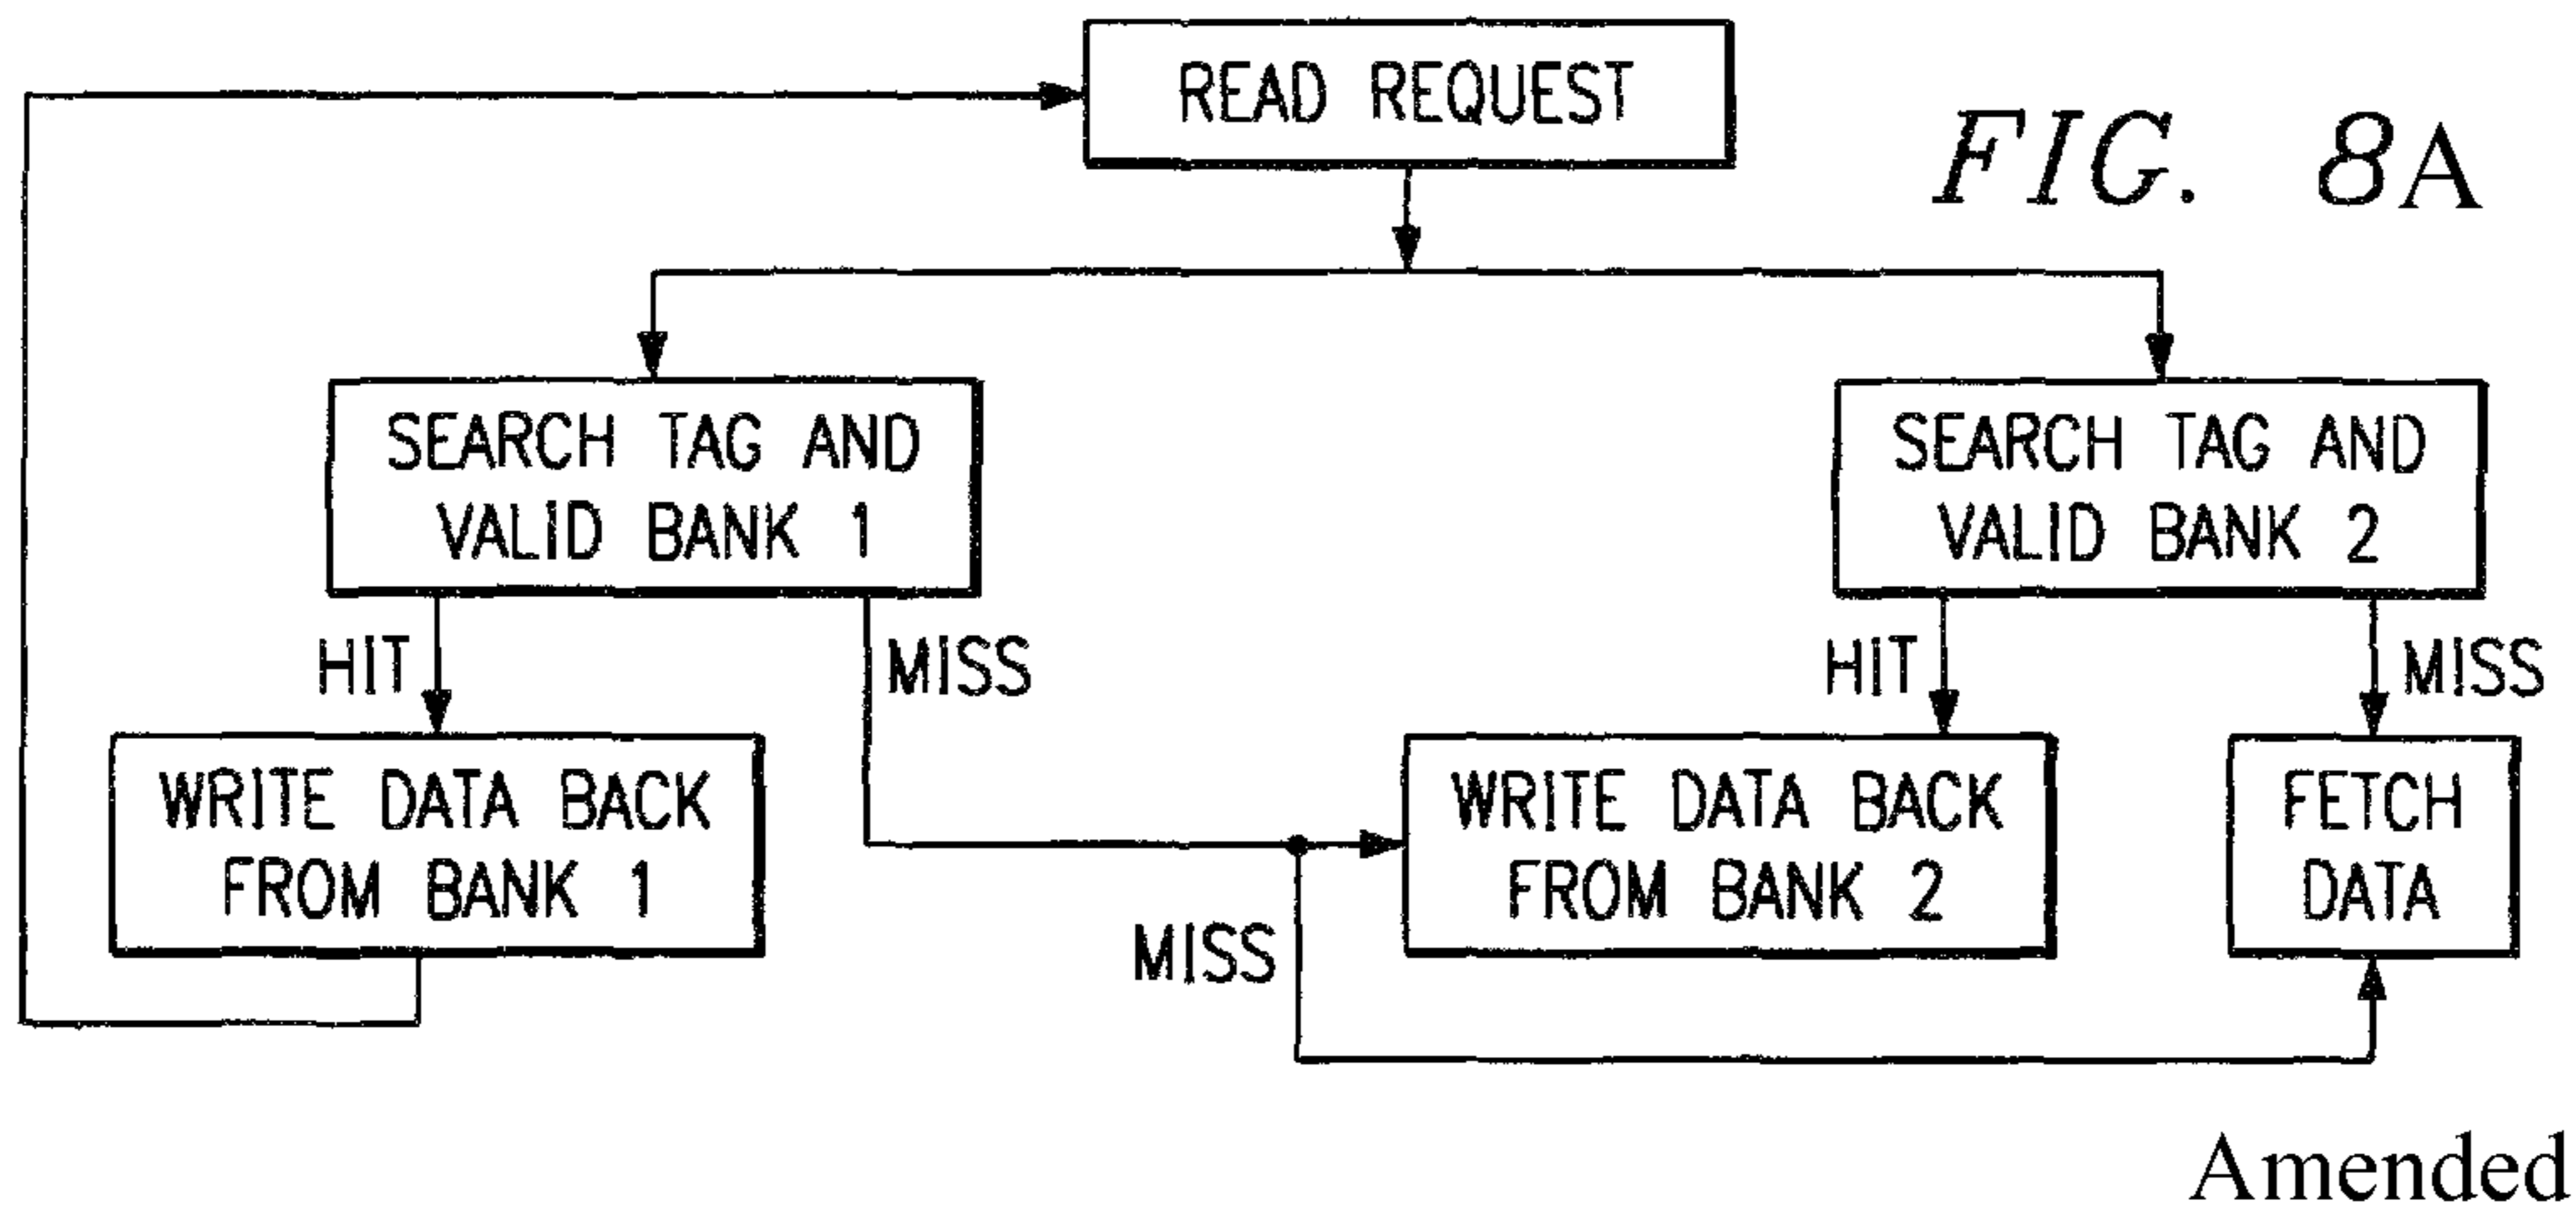 READ REQUEST
FIG. 8A
SEARCH TAG AND
VALID BANK 1
SEARCH TAG AND
VALID BANK 2
HIT
MISS
HIT
MISS
WRITE DATA BACK
FROM BANK 1
WRITE DATA BACK
FROM BANK 2
FETCH
DATA
MISS
Amended